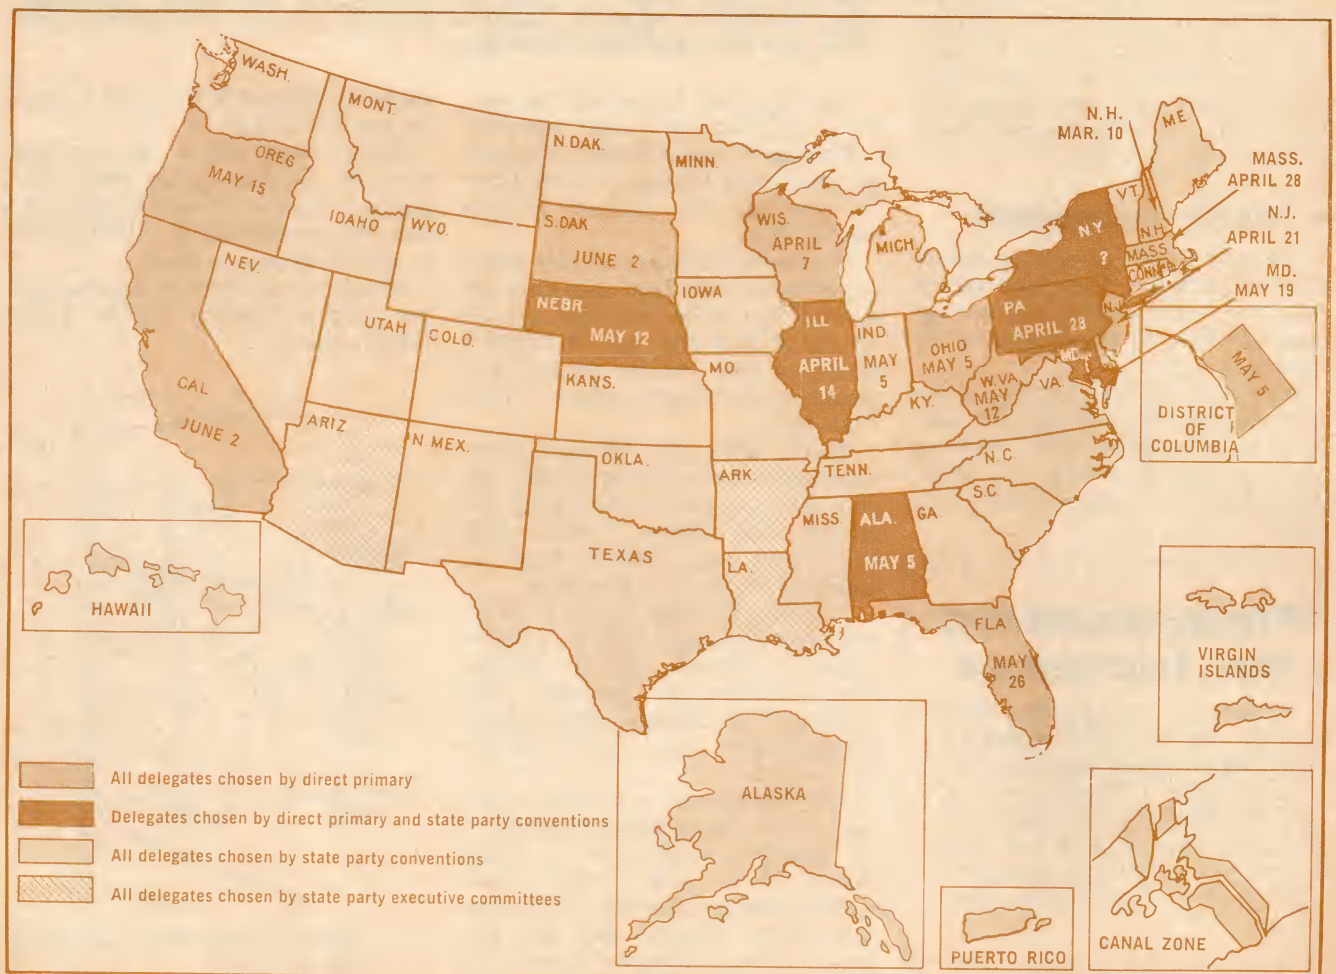 WASH.
MONT.
N.DAK.
MINN.
N.H.
MAR. 10
ME.
OREG
MAY 15
IDAHO
WYO.
S.DAK
JUNE 2
WIS.
APRIL
7
MICH.
N.Y.
?
VT.
N.H.
MASS.
CONN.
MASS.
APRIL 28
N.J.
APRIL 21
MD.
MAY 19
NEV.
UTAH
COLO.
NEBR.
MAY 12
IOWA
ILL
APRIL
14
IND.
MAY
5
OHIO
MAY 5
PA.
APRIL 28
N.J.
MD.
W.VA.
MAY
12
VA.
KY.
MAY 5
DISTRICT
OF
COLUMBIA
CAL
JUNE 2
ARIZ
N.MEX.
KANS.
MO.
OKLA.
ARK.
TENN.
N.C.
S.C.
TEXAS
LA.
MISS.
ALA.
MAY 5
GA.
FLA
MAY
26
HAWAII
VIRGIN
ISLANDS
ALASKA
PUERTO RICO
CANAL ZONE
All delegates chosen by direct primary
Delegates chosen by direct primary and state party conventions
All delegates chosen by state party conventions
All delegates chosen by state party executive committees